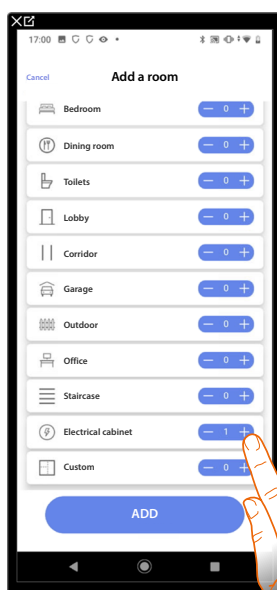 17:00
Cancel Add a room
Bedroom − 0 +
Dining room − 0 +
Toilets − 0 +
Lobby − 0 +
Corridor − 0 +
Garage − 0 +
Outdoor − 0 +
Office − 0 +
Staircase − 0 +
Electrical cabinet − 1 +
Custom − 0 +
ADD